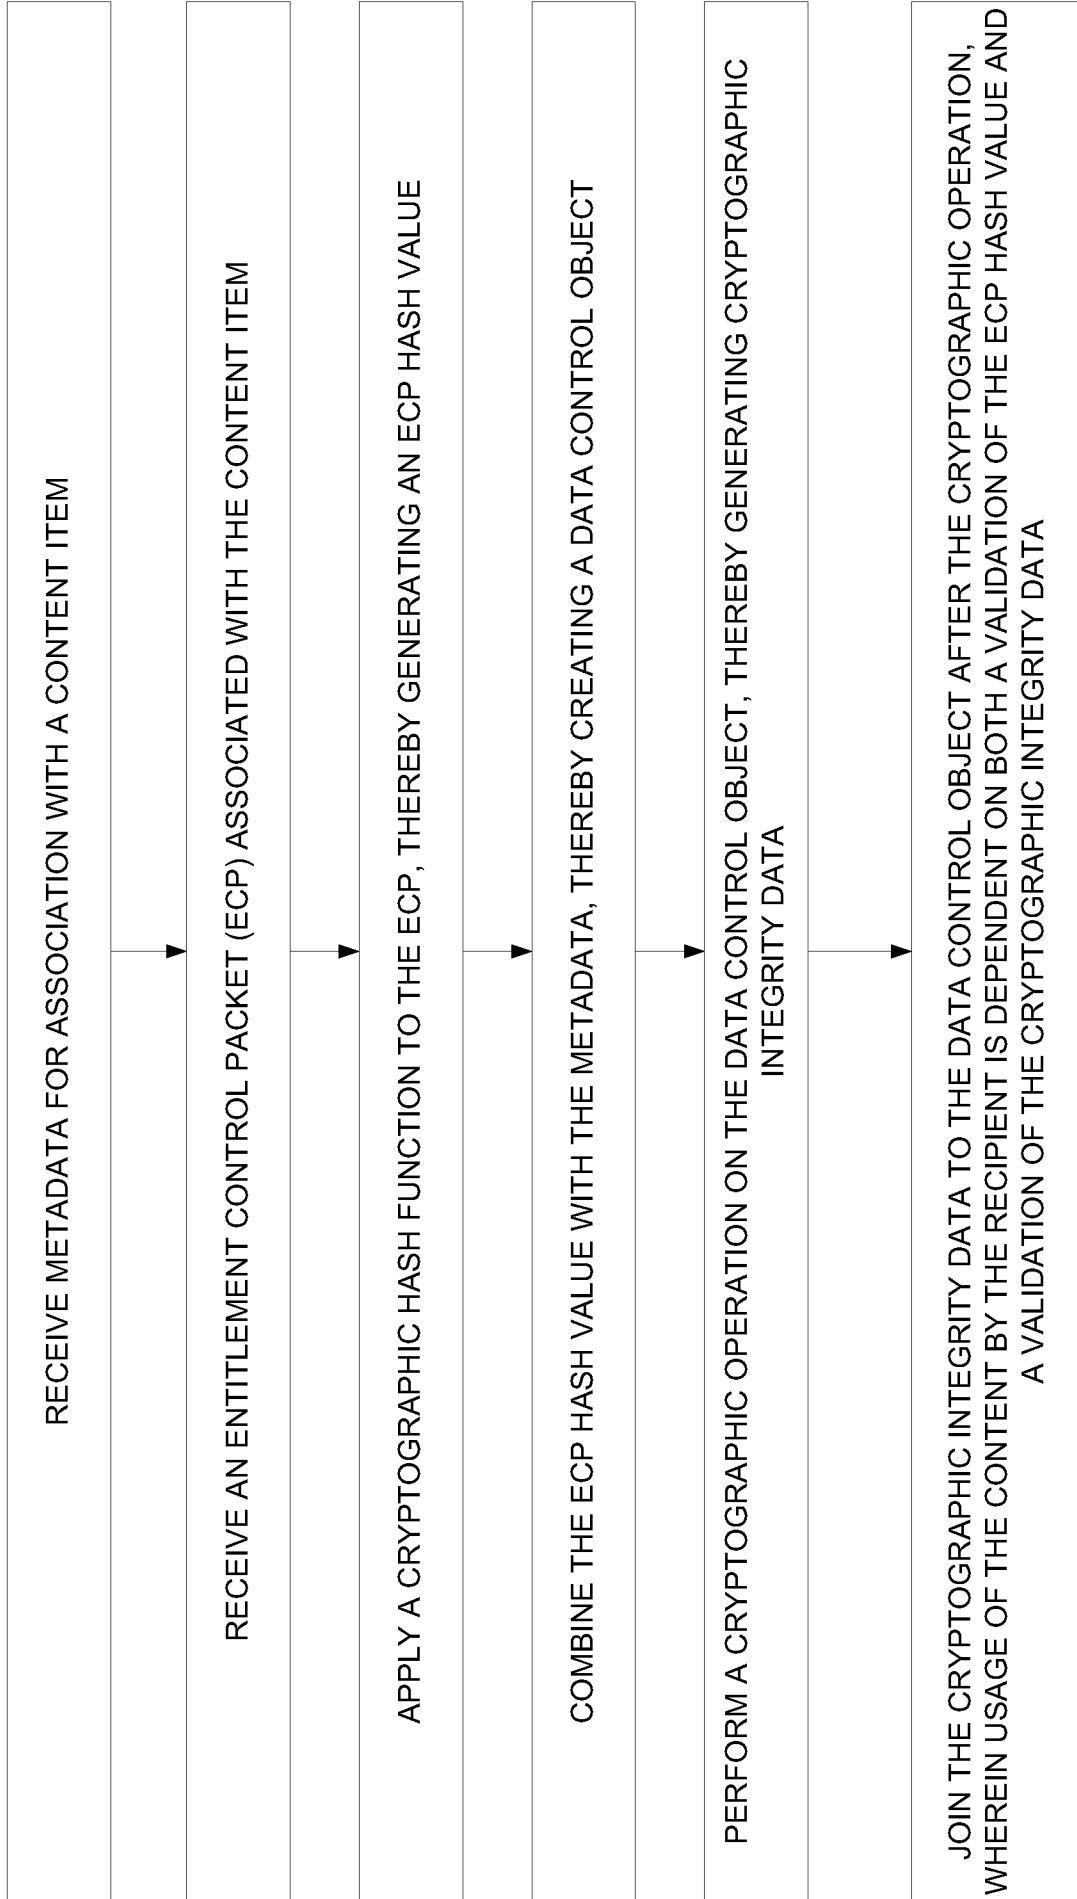 RECEIVE METADATA FOR ASSOCIATION WITH A CONTENT ITEM
RECEIVE AN ENTITLEMENT CONTROL PACKET (ECP) ASSOCIATED WITH THE CONTENT ITEM
APPLY A CRYPTOGRAPHIC HASH FUNCTION TO THE ECP, THEREBY GENERATING AN ECP HASH VALUE
COMBINE THE ECP HASH VALUE WITH THE METADATA, THEREBY CREATING A DATA CONTROL OBJECT
PERFORM A CRYPTOGRAPHIC OPERATION ON THE DATA CONTROL OBJECT, THEREBY GENERATING CRYPTOGRAPHIC
INTEGRITY DATA
JOIN THE CRYPTOGRAPHIC INTEGRITY DATA TO THE DATA CONTROL OBJECT AFTER THE CRYPTOGRAPHIC OPERATION,
WHEREIN USAGE OF THE CONTENT BY THE RECIPIENT IS DEPENDENT ON BOTH A VALIDATION OF THE ECP HASH VALUE AND
A VALIDATION OF THE CRYPTOGRAPHIC INTEGRITY DATA